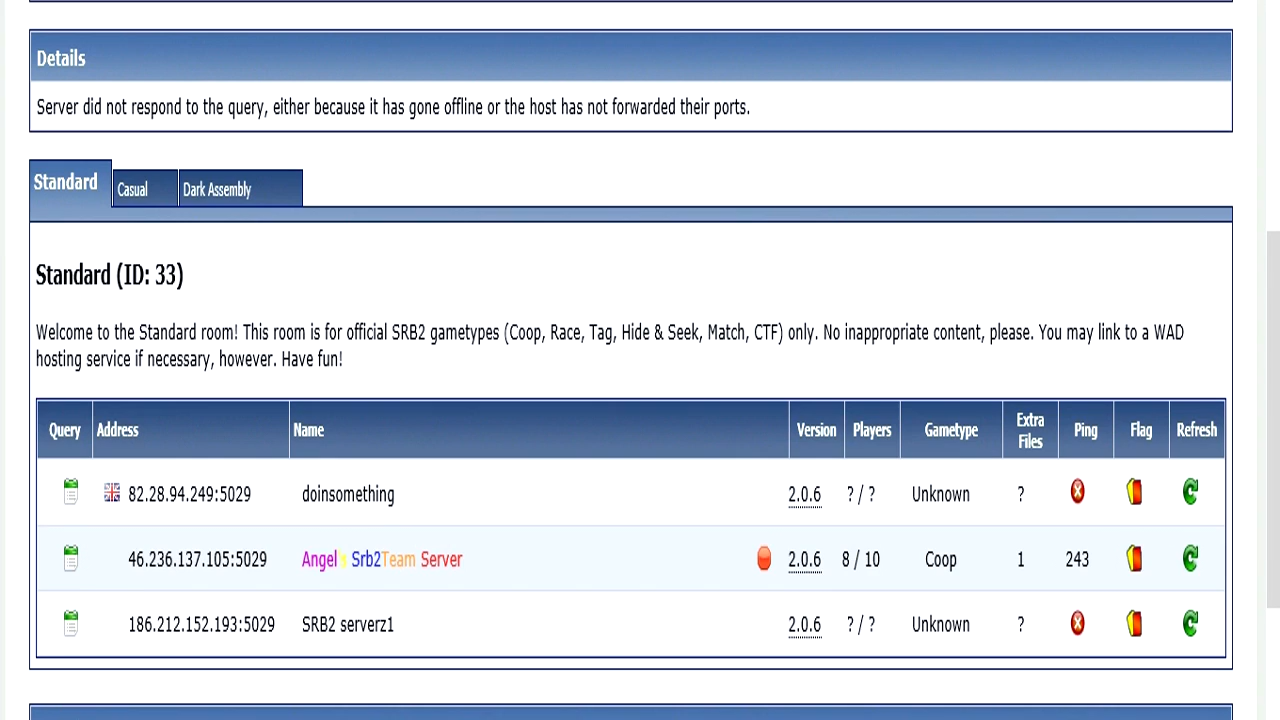 Details
Server did not respond to the query, either because it has gone offline or the host has not forwarded their ports.
Standard Casual Dark Assembly
Standard (ID: 33)
Welcome to the Standard room! This room is for official SRB2 gametypes (Coop, Race, Tag, Hide & Seek, Match, CTF) only. No inappropriate content, please. You may link to a WAD
hosting service if necessary, however. Have fun!
Query Address Name Version Players Gametype Extra Files Ping Flag Refresh
82.28.94.249:5029 doinsomething 2.0.6 ? / ? Unknown ?
46.236.137.105:5029 Angel's Srb2Team Server 2.0.6 8 / 10 Coop 1 243
186.212.152.193:5029 SRB2 serverz1 2.0.6 ? / ? Unknown ?